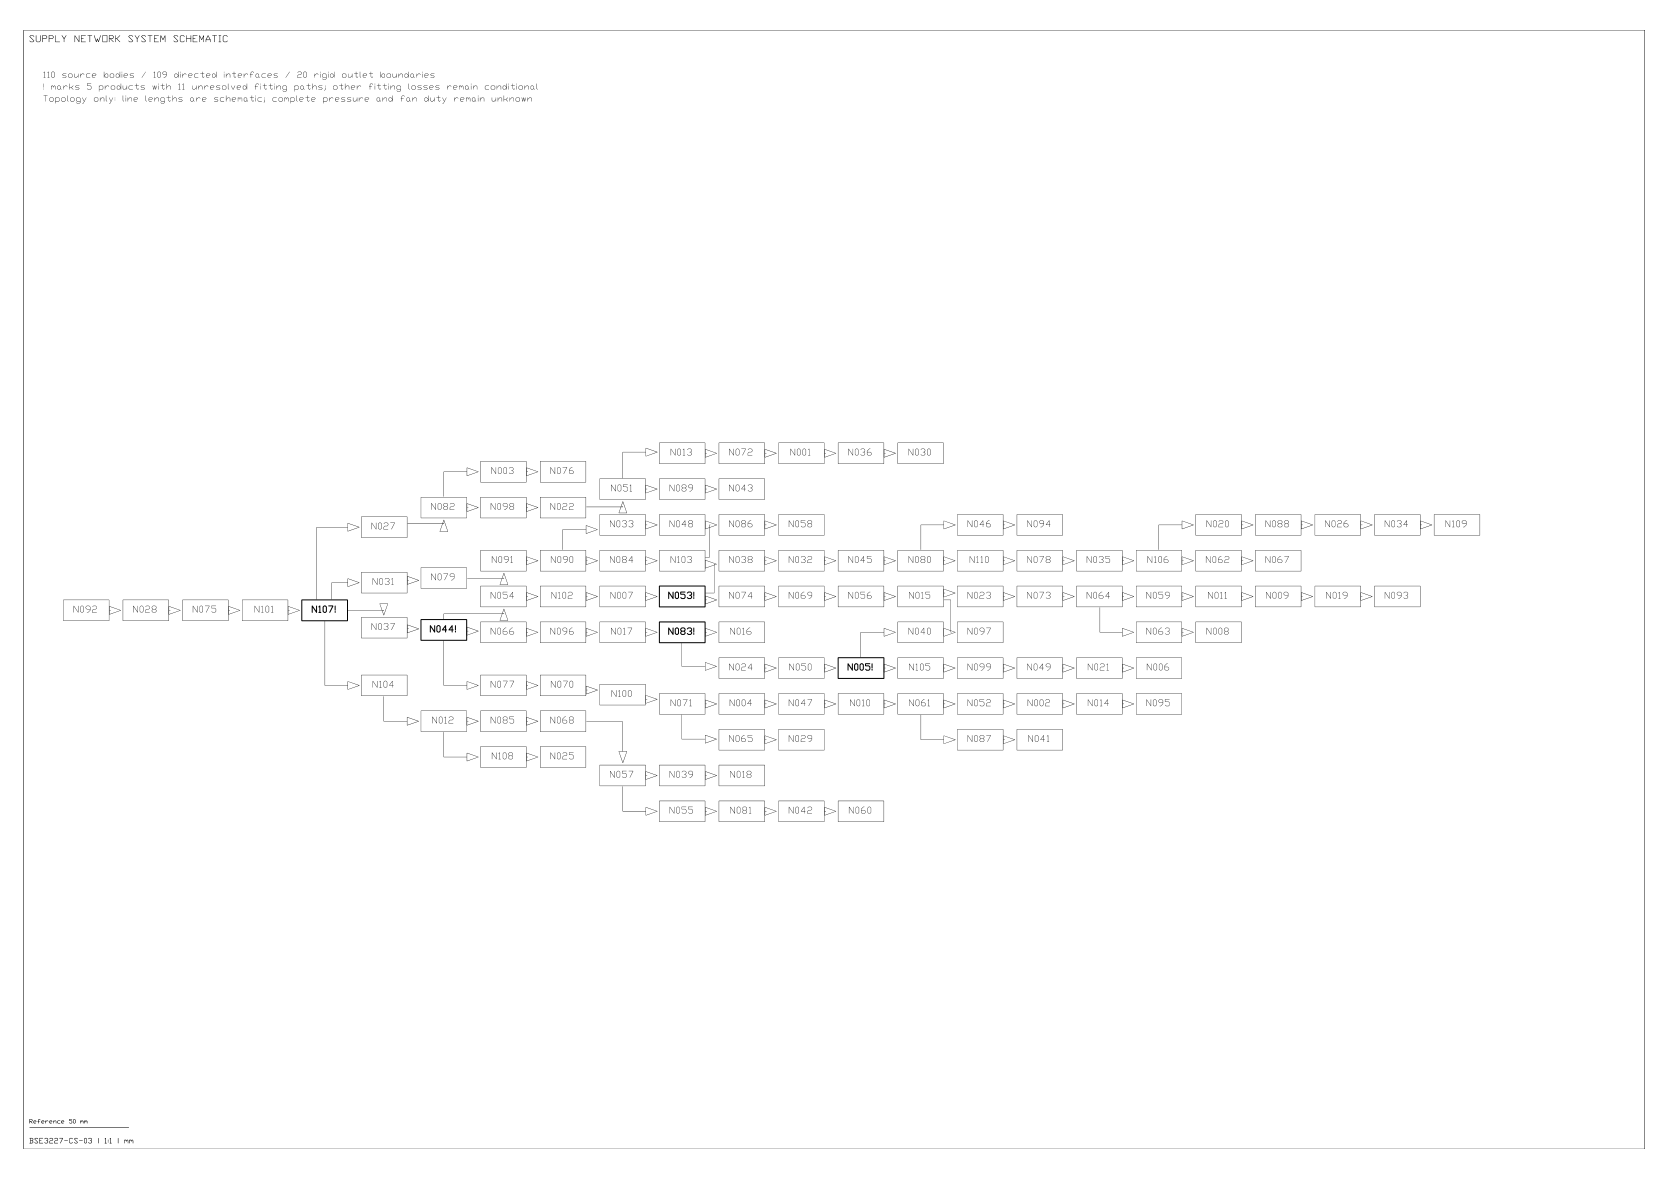 SUPPLY NETWORK SYSTEM SCHEMATIC
110 source bodies / 109 directed interfaces / 20 rigid outlet boundaries
! marks 5 products with 11 unresolved fitting paths; other fitting losses remain conditional
Topology only: line lengths are schematic; complete pressure and fan duty remain unknown
N013 N072 N001 N036 N030
N003 N076
N051 N089 N043
N082 N098 N022
N027 N033 N048 N086 N058 N046 N094 N020 N088 N026 N034 N109
N091 N090 N084 N103 N038 N032 N045 N080 N110 N078 N035 N106 N062 N067
N031 N079
N054 N102 N007 N053! N074 N069 N056 N015 N023 N073 N064 N059 N011 N009 N019 N093
N092 N028 N075 N101 N107!
N037 N044! N066 N096 N017 N083! N016 N040 N097 N063 N008
N024 N050 N005! N105 N099 N049 N021 N006
N104 N077 N070 N100
N071 N004 N047 N010 N061 N052 N002 N014 N095
N012 N085 N068
N065 N029 N087 N041
N108 N025
N057 N039 N018
N055 N081 N042 N060
Reference 50 mm
BSE3227-CS-03 | 1:1 | mm